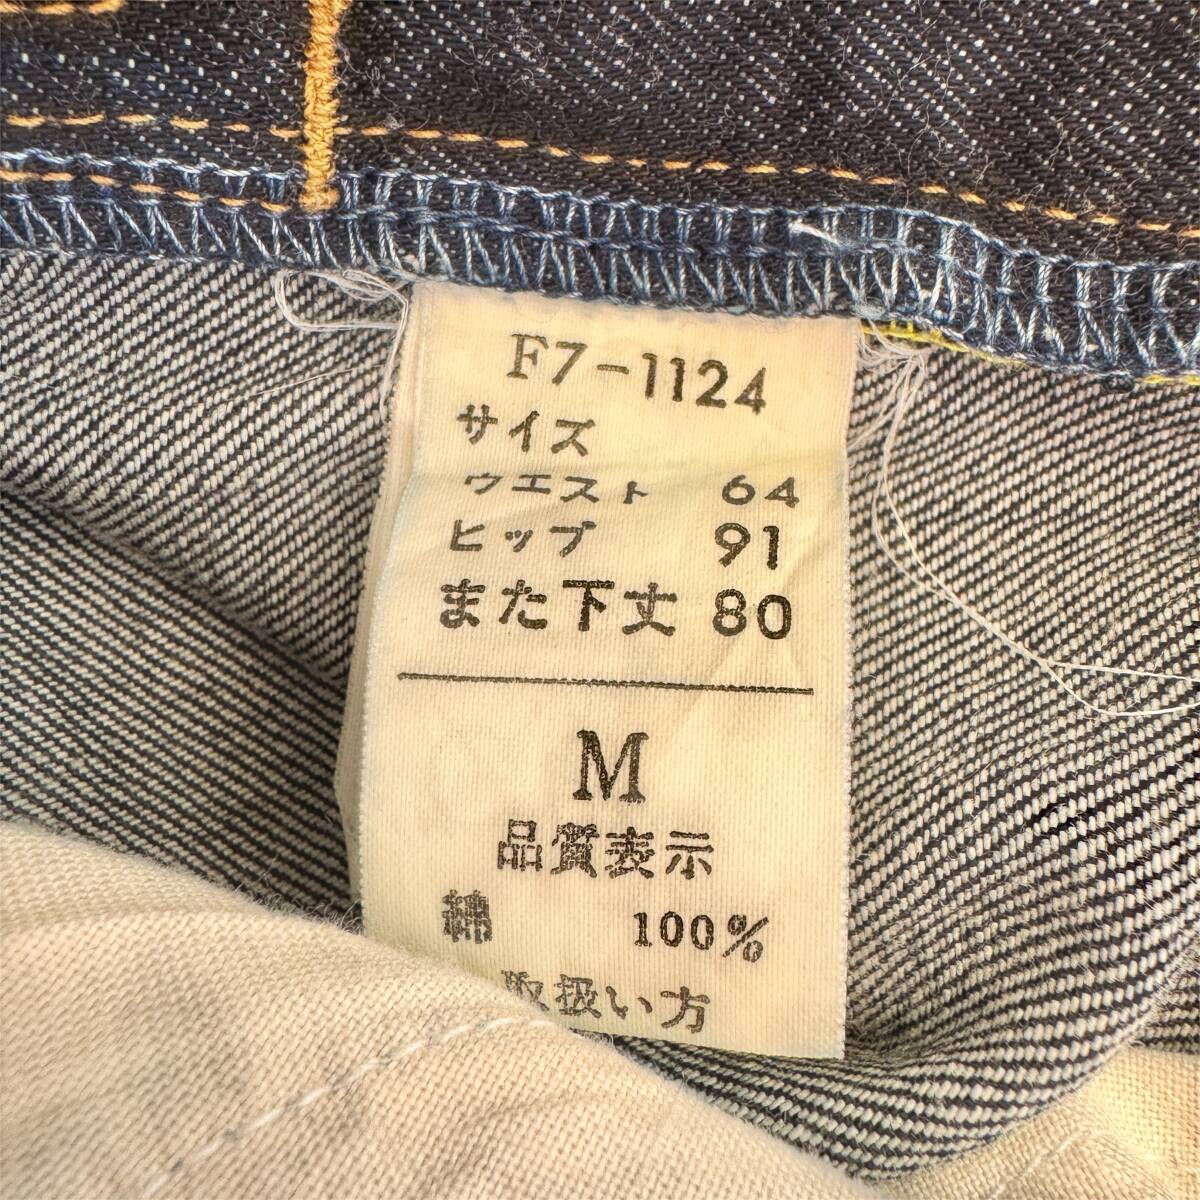 F7-1124
サイズ
ウエスト 64
ヒップ 91
また下丈 80
M
品質表示
綿 100%
取扱い方